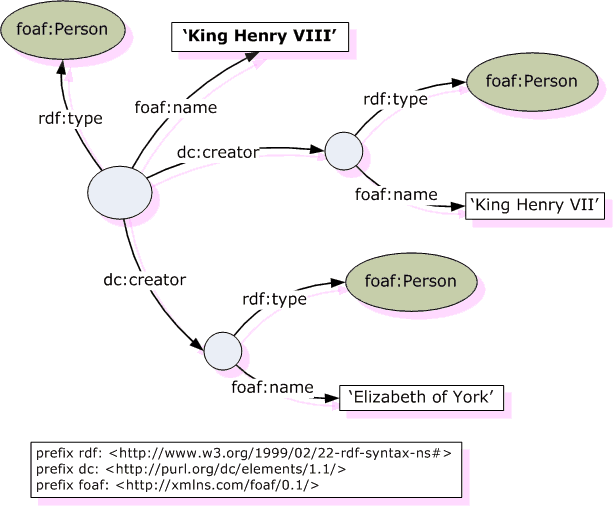 foaf:Person
‘King Henry VIII’
rdf:type
foaf:name
dc:creator
rdf:type
foaf:Person
foaf:name
‘King Henry VII’
dc:creator
rdf:type
foaf:Person
foaf:name
‘Elizabeth of York’
prefix rdf: <http://www.w3.org/1999/02/22-rdf-syntax-ns#>
prefix dc: <http://purl.org/dc/elements/1.1/>
prefix foaf: <http://xmlns.com/foaf/0.1/>